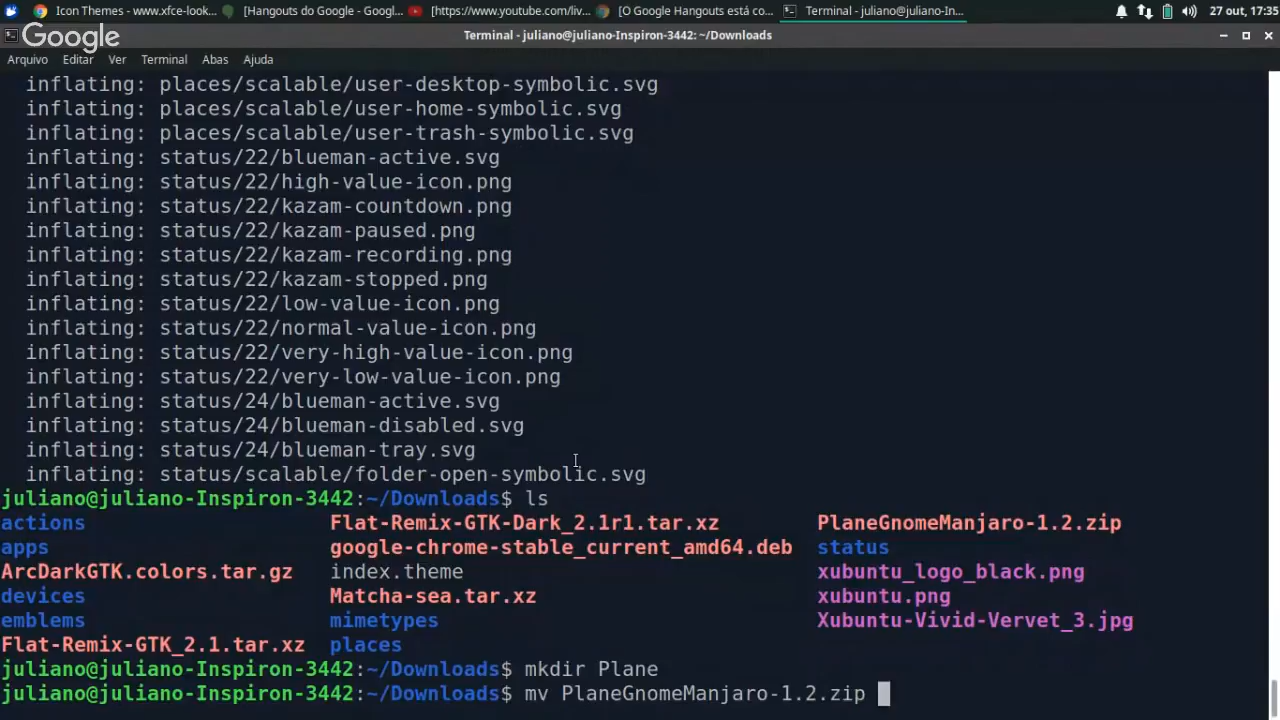 Icon Themes - www.xfce-look... [Hangouts do Google - Googl... [https://www.youtube.com/liv... [O Google Hangouts está co... Terminal - juliano@juliano-In... 27 out, 17:35
Google
Terminal - juliano@juliano-Inspiron-3442: ~/Downloads
Arquivo Editar Ver Terminal Abas Ajuda
inflating: places/scalable/user-desktop-symbolic.svg
inflating: places/scalable/user-home-symbolic.svg
inflating: places/scalable/user-trash-symbolic.svg
inflating: status/22/blueman-active.svg
inflating: status/22/high-value-icon.png
inflating: status/22/kazam-countdown.png
inflating: status/22/kazam-paused.png
inflating: status/22/kazam-recording.png
inflating: status/22/kazam-stopped.png
inflating: status/22/low-value-icon.png
inflating: status/22/normal-value-icon.png
inflating: status/22/very-high-value-icon.png
inflating: status/22/very-low-value-icon.png
inflating: status/24/blueman-active.svg
inflating: status/24/blueman-disabled.svg
inflating: status/24/blueman-tray.svg
inflating: status/scalable/folder-open-symbolic.svg
juliano@juliano-Inspiron-3442:~/Downloads$ ls
actions Flat-Remix-GTK-Dark_2.1r1.tar.xz PlaneGnomeManjaro-1.2.zip
apps google-chrome-stable_current_amd64.deb status
ArcDarkGTK.colors.tar.gz index.theme xubuntu_logo_black.png
devices Matcha-sea.tar.xz xubuntu.png
emblems mimetypes Xubuntu-Vivid-Vervet_3.jpg
Flat-Remix-GTK_2.1.tar.xz places
juliano@juliano-Inspiron-3442:~/Downloads$ mkdir Plane
juliano@juliano-Inspiron-3442:~/Downloads$ mv PlaneGnomeManjaro-1.2.zip